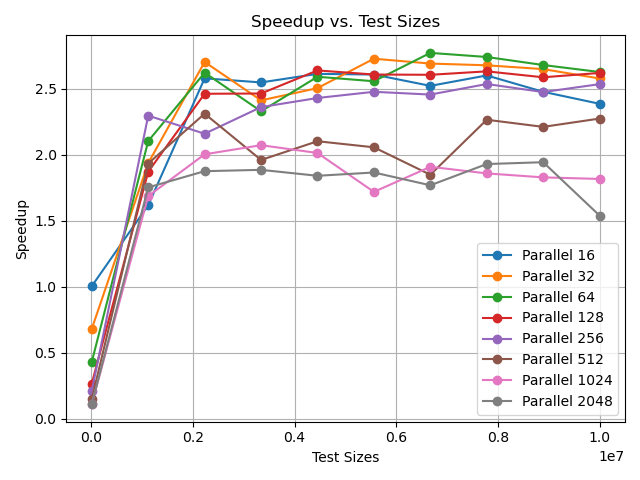 Speedup vs. Test Sizes
Speedup
2.5
2.0
1.5
1.0
0.5
0.0
Parallel 16
Parallel 32
Parallel 64
Parallel 128
Parallel 256
Parallel 512
Parallel 1024
Parallel 2048
0.0 0.2 0.4 0.6 0.8 1.0
1e7
Test Sizes